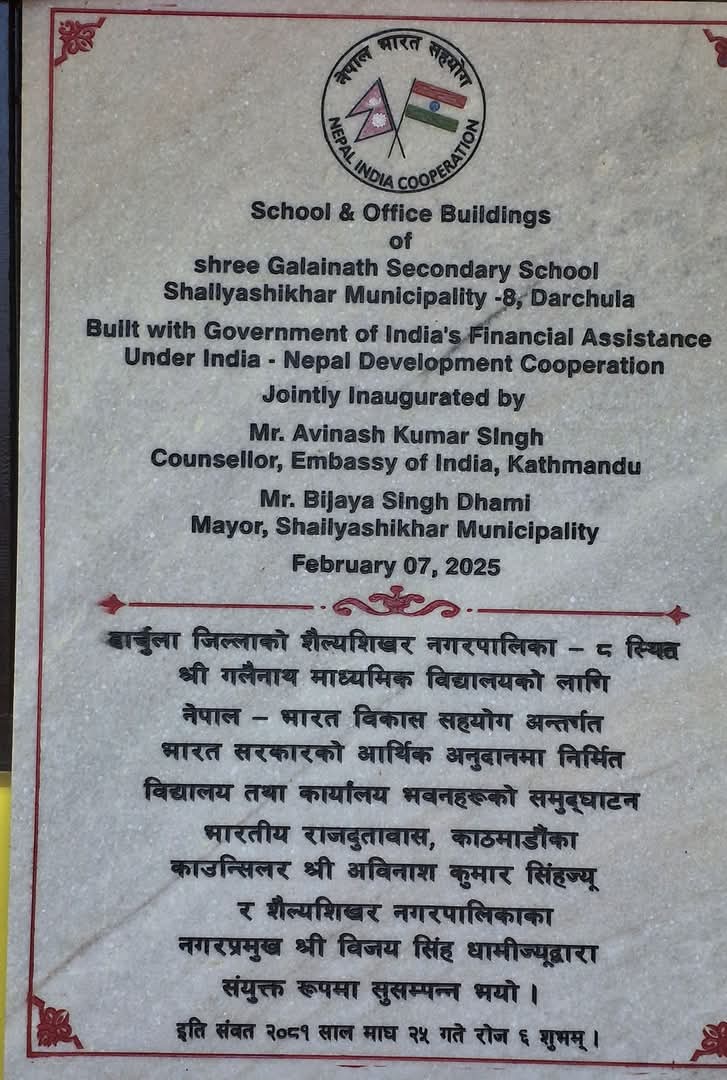 नेपाल भारत सहयोग
NEPAL INDIA COOPERATION
School & Office Buildings
of
shree Galainath Secondary School
Shailyashikhar Municipality -8, Darchula
Built with Government of India's Financial Assistance
Under India - Nepal Development Cooperation
Jointly Inaugurated by
Mr. Avinash Kumar Singh
Counsellor, Embassy of India, Kathmandu
Mr. Bijaya Singh Dhami
Mayor, Shailyashikhar Municipality
February 07, 2025
दार्चुला जिल्लाको शैल्यशिखर नगरपालिका – ८ स्थित
श्री गलैनाथ माध्यमिक विद्यालयको लागि
नेपाल – भारत विकास सहयोग अन्तर्गत
भारत सरकारको आर्थिक अनुदानमा निर्मित
विद्यालय तथा कार्यालय भवनहरूको समुद्घाटन
भारतीय राजदुतावास, काठमाडौंका
काउन्सिलर श्री अविनाश कुमार सिंहज्यू
र शैल्यशिखर नगरपालिकाका
नगरप्रमुख श्री विजय सिंह धामीज्यूद्वारा
संयुक्त रूपमा सुसम्पन्न भयो ।
इति संवत २०८१ साल माघ २५ गते रोज ६ शुभम् ।